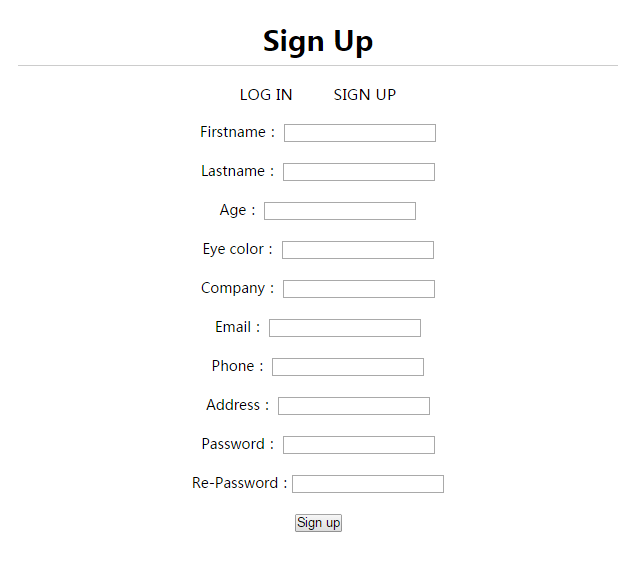 Sign Up
LOG IN SIGN UP
Firstname :
Lastname :
Age :
Eye color :
Company :
Email :
Phone :
Address :
Password :
Re-Password :
Sign up